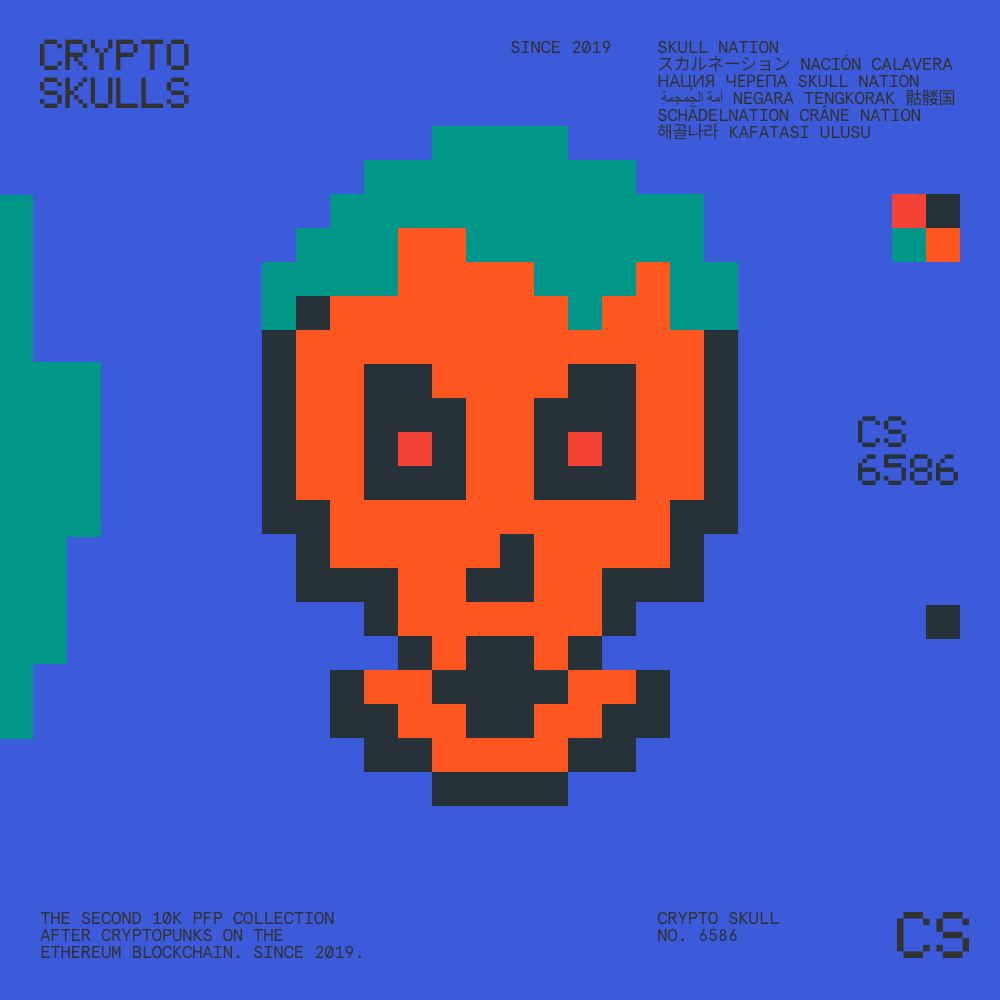 CRYPTO
SKULLS
SINCE 2019
SKULL NATION
スカルネーション NACIÓN CALAVERA
НАЦИЯ ЧЕРЕПА SKULL NATION
أمة الجمجمة NEGARA TENGKORAK 骷髅国
SCHÄDELNATION CRÂNE NATION
해골나라 KAFATASI ULUSU
CS
6586
THE SECOND 10K PFP COLLECTION
AFTER CRYPTOPUNKS ON THE
ETHEREUM BLOCKCHAIN. SINCE 2019.
CRYPTO SKULL
NO. 6586
CS